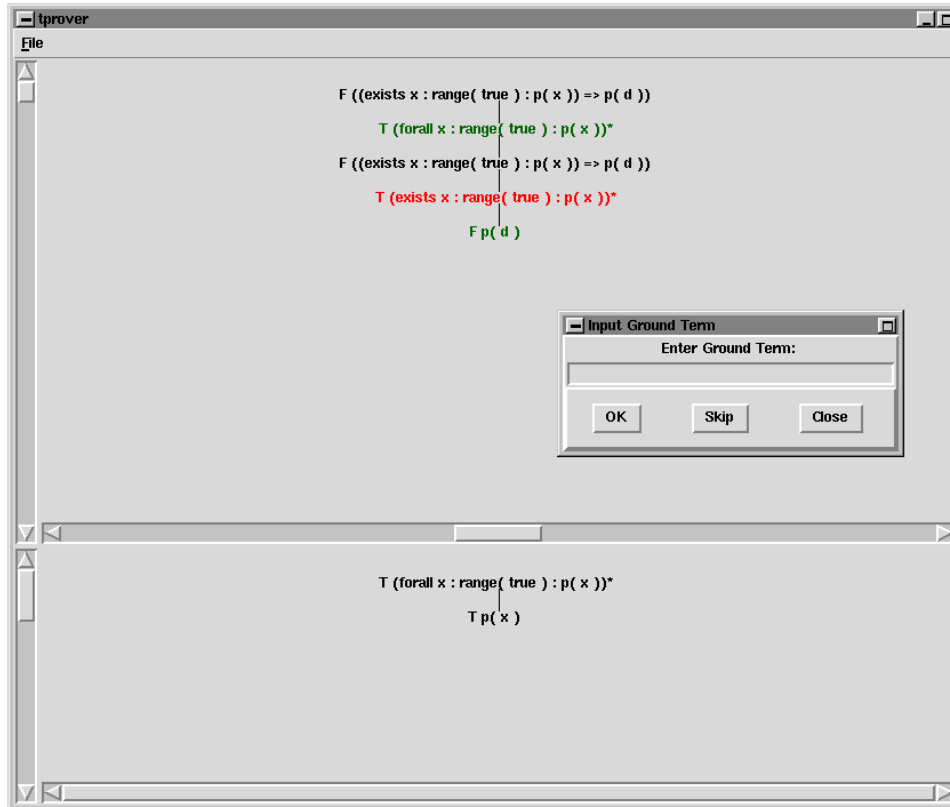 tprover
File
F ((exists x : range( true ) : p( x )) => p( d ))
T (forall x : range( true ) : p( x ))*
F ((exists x : range( true ) : p( x )) => p( d ))
T (exists x : range( true ) : p( x ))*
F p( d )
Input Ground Term
Enter Ground Term:
OK Skip Close
T (forall x : range( true ) : p( x ))*
T p( x )